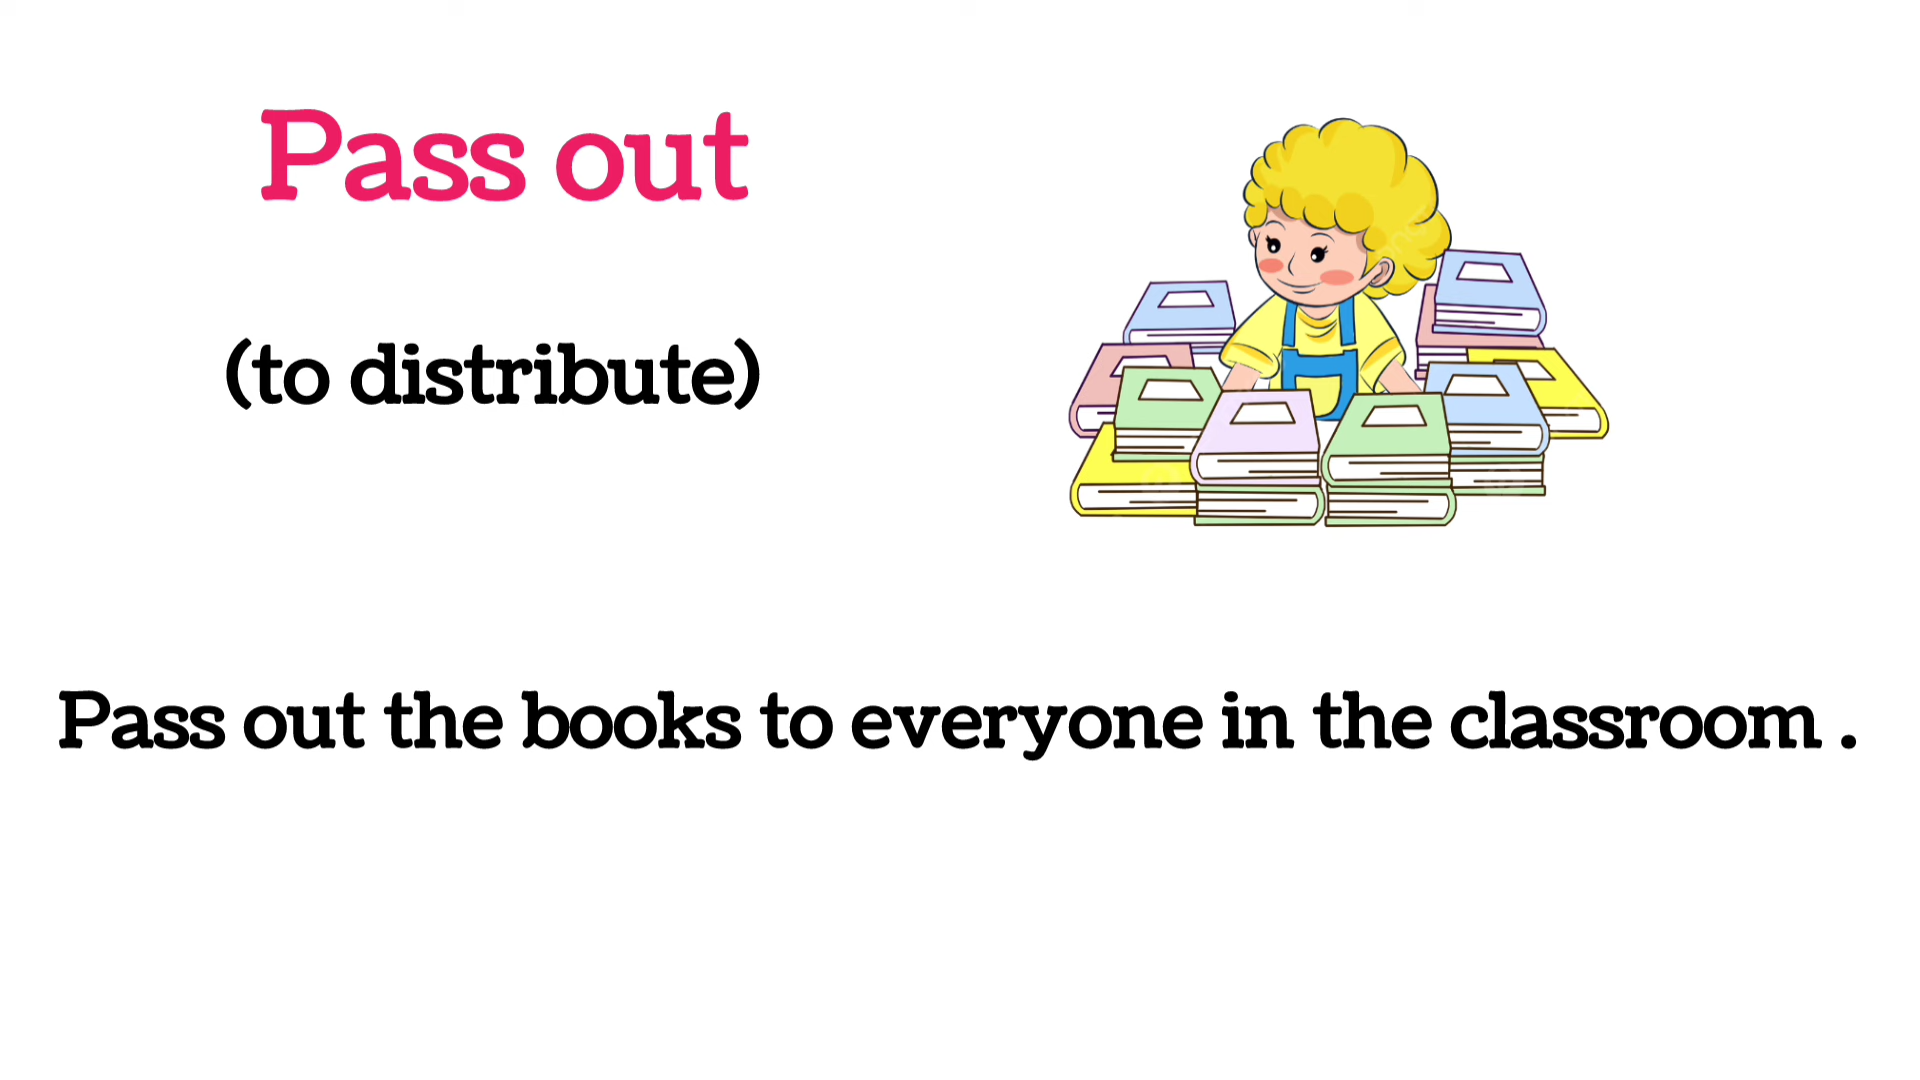 Pass out
(to distribute)
Pass out the books to everyone in the classroom .